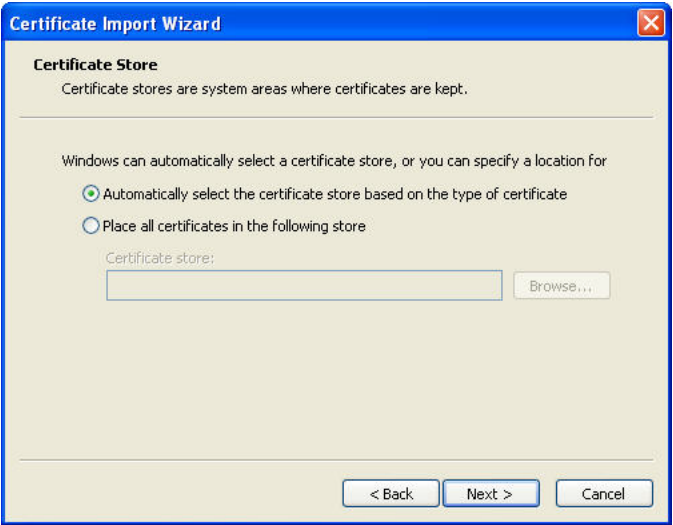 Certificate Import Wizard
Certificate Store
Certificate stores are system areas where certificates are kept.
Windows can automatically select a certificate store, or you can specify a location for
Automatically select the certificate store based on the type of certificate
Place all certificates in the following store
Certificate store:
Browse...
< Back
Next >
Cancel